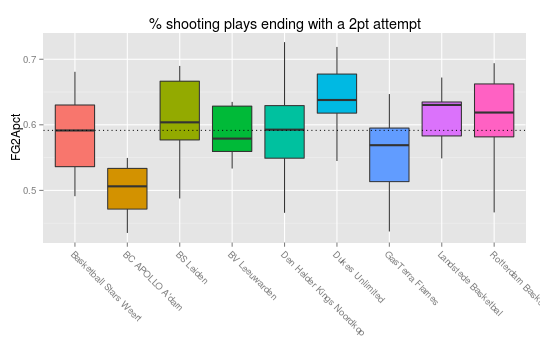 % shooting plays ending with a 2pt attempt
FG2Apct
0.7
0.6
0.5
Basketball Stars Weert
BC APOLLO A'dam
BS Leiden
BV Leeuwarden
Den Helder Kings Noordkop
Dukes Unlimited
GasTerra Flames
Landstede Basketbal
Rotterdam Bask